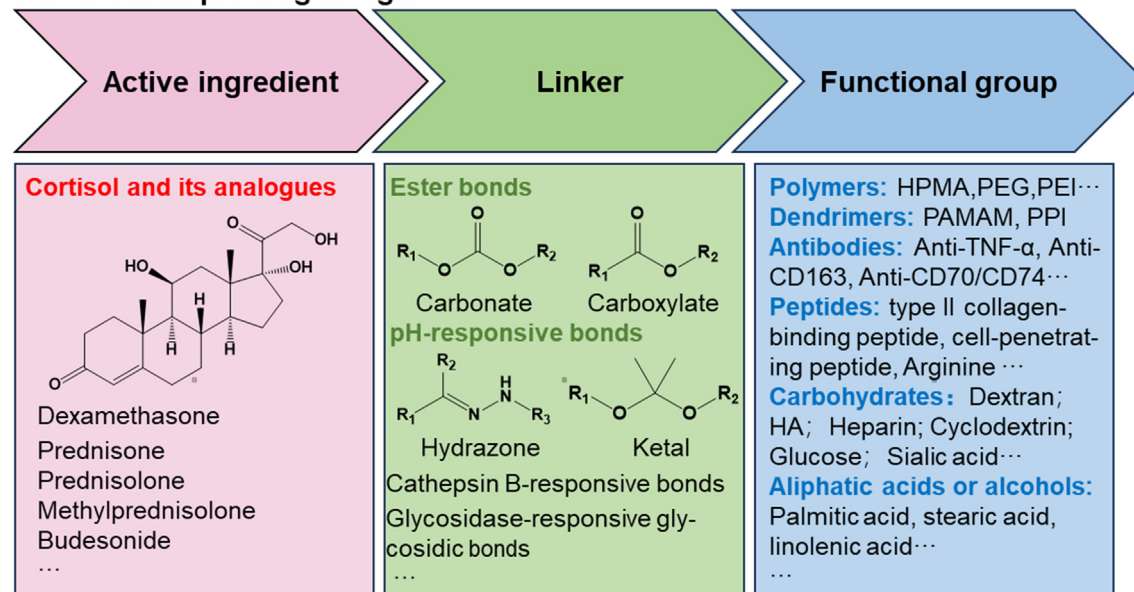 Active ingredient
Linker
Functional group
Cortisol and its analogues
O
OH
HO
OH
H
H
H
O
Dexamethasone
Prednisone
Prednisolone
Methylprednisolone
Budesonide
…
Ester bonds
O
R1
O
O
R2
Carbonate
O
R1
O
R2
Carboxylate
pH-responsive bonds
R2
R1
N
H
N
R3
Hydrazone
R1
O
O
R2
Ketal
Cathepsin B-responsive bonds
Glycosidase-responsive gly-
cosidic bonds
…
Polymers: HPMA,PEG,PEI…
Dendrimers: PAMAM, PPI
Antibodies: Anti-TNF-α, Anti-
CD163, Anti-CD70/CD74…
Peptides: type II collagen-
binding peptide, cell-penetrat-
ing peptide, Arginine …
Carbohydrates： Dextran；
HA； Heparin; Cyclodextrin;
Glucose； Sialic acid…
Aliphatic acids or alcohols:
Palmitic acid, stearic acid,
linolenic acid…
…